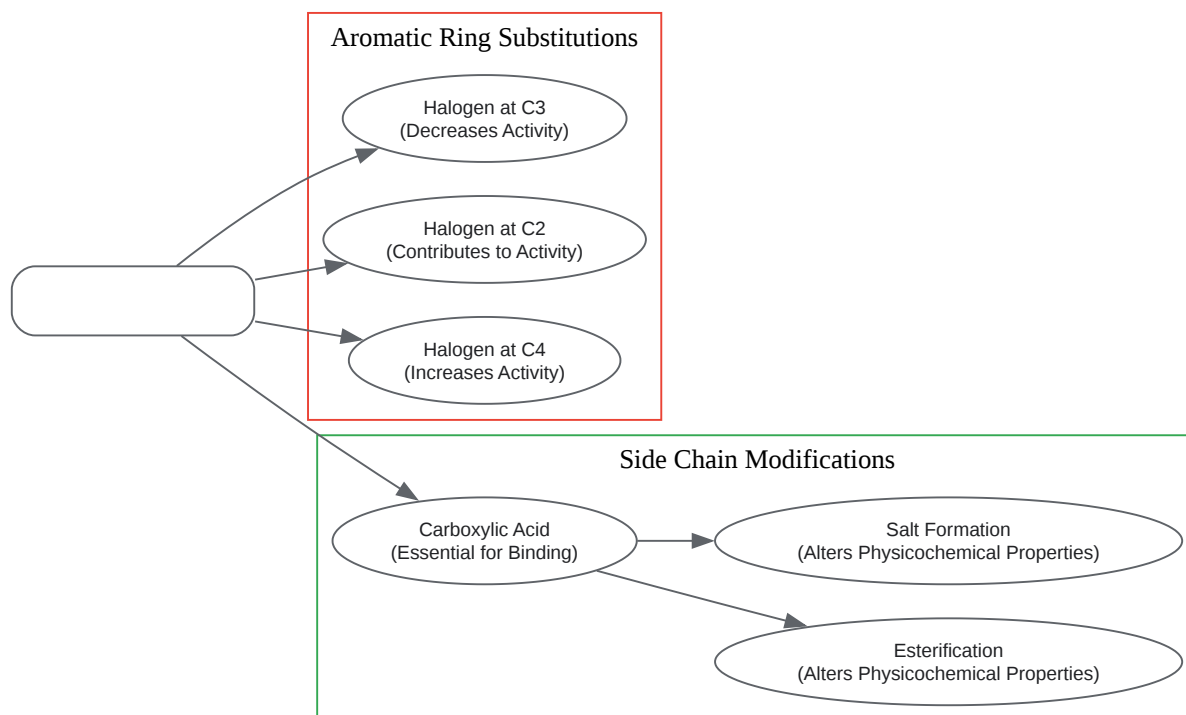 Aromatic Ring Substitutions
Halogen at C3
(Decreases Activity)
Halogen at C2
(Contributes to Activity)
Halogen at C4
(Increases Activity)
Side Chain Modifications
Carboxylic Acid
(Essential for Binding)
Salt Formation
(Alters Physicochemical Properties)
Esterification
(Alters Physicochemical Properties)